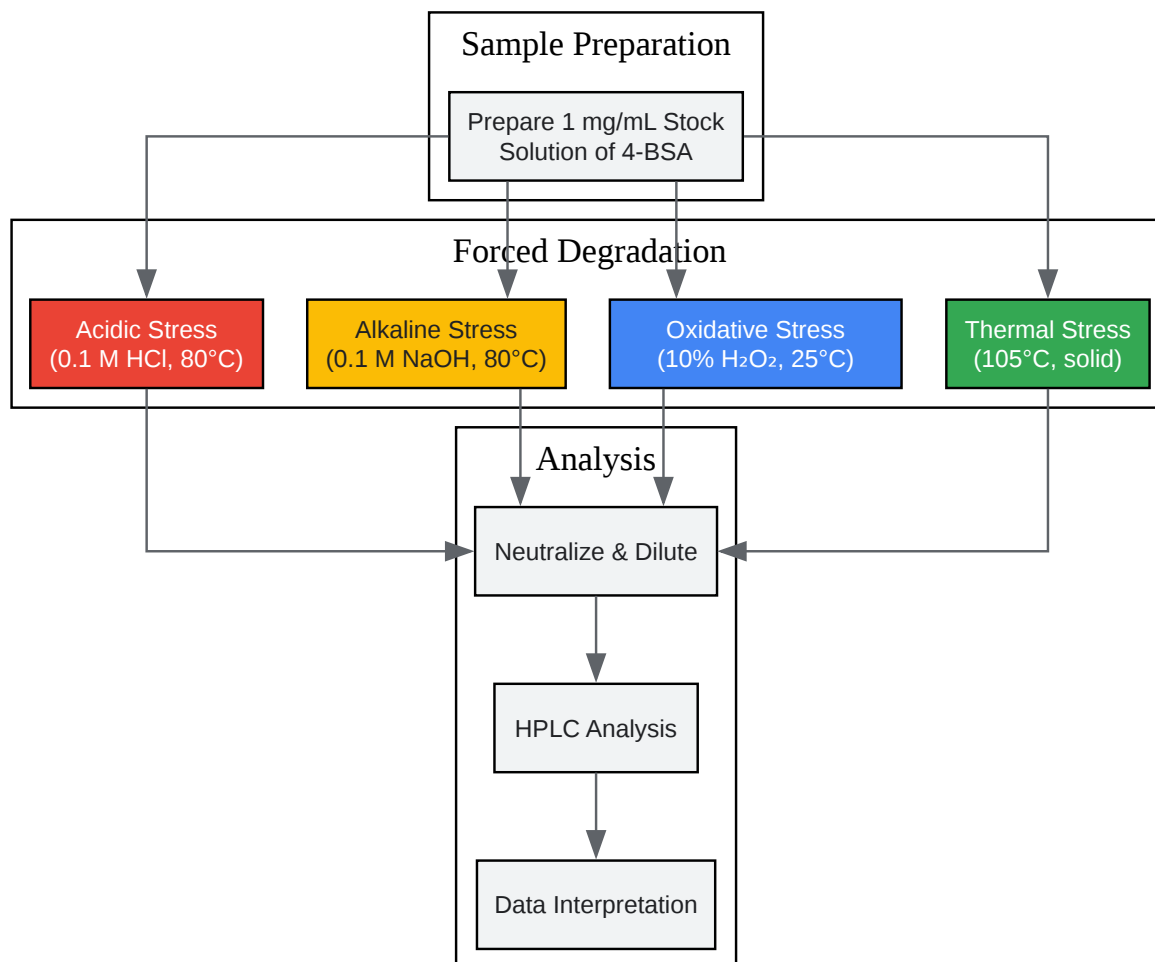 Sample Preparation
Prepare 1 mg/mL Stock
Solution of 4-BSA
Forced Degradation
Acidic Stress
(0.1 M HCl, 80°C)
Alkaline Stress
(0.1 M NaOH, 80°C)
Oxidative Stress
(10% H₂O₂, 25°C)
Thermal Stress
(105°C, solid)
Analysis
Neutralize & Dilute
HPLC Analysis
Data Interpretation